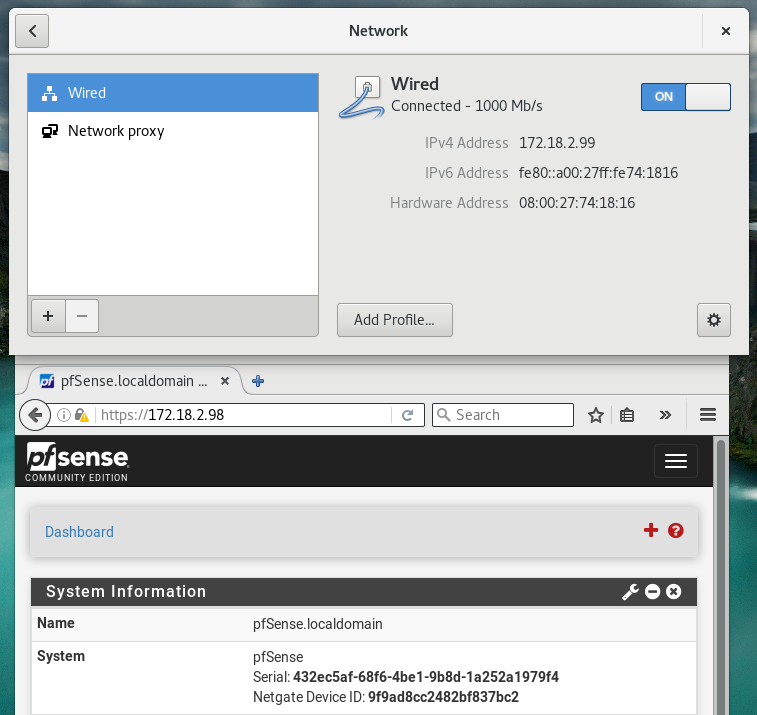 Network
Wired
Network proxy
Wired
Connected - 1000 Mb/s
ON
IPv4 Address 172.18.2.99
IPv6 Address fe80::a00:27ff:fe74:1816
Hardware Address 08:00:27:74:18:16
Add Profile...
pf pfSense.localdomain ...
https://172.18.2.98
Search
pfsense
COMMUNITY EDITION
Dashboard
System Information
Name pfSense.localdomain
System pfSense
Serial: 432ec5af-68f6-4be1-9b8d-1a252a1979f4
Netgate Device ID: 9f9ad8cc2482bf837bc2